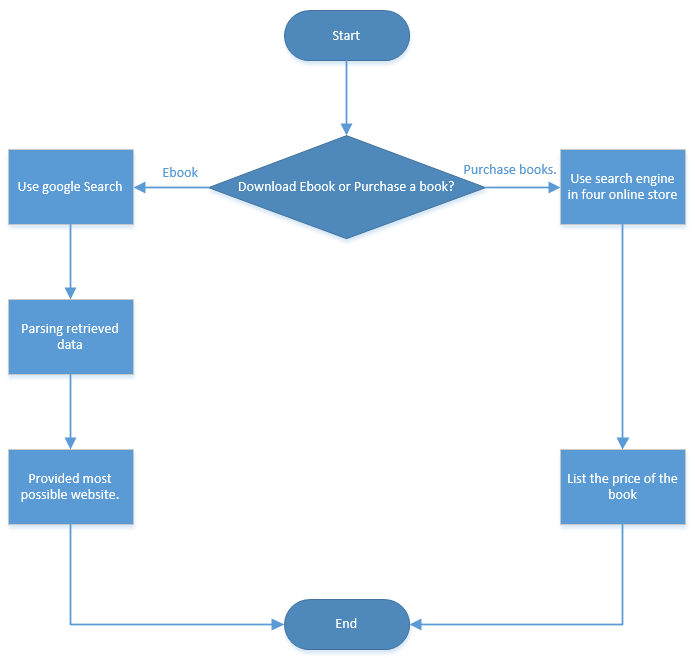 Start
Download Ebook or Purchase a book?
Ebook
Purchase books.
Use google Search
Use search engine
in four online store
Parsing retrieved
data
Provided most
possible website.
List the price of the
book
End